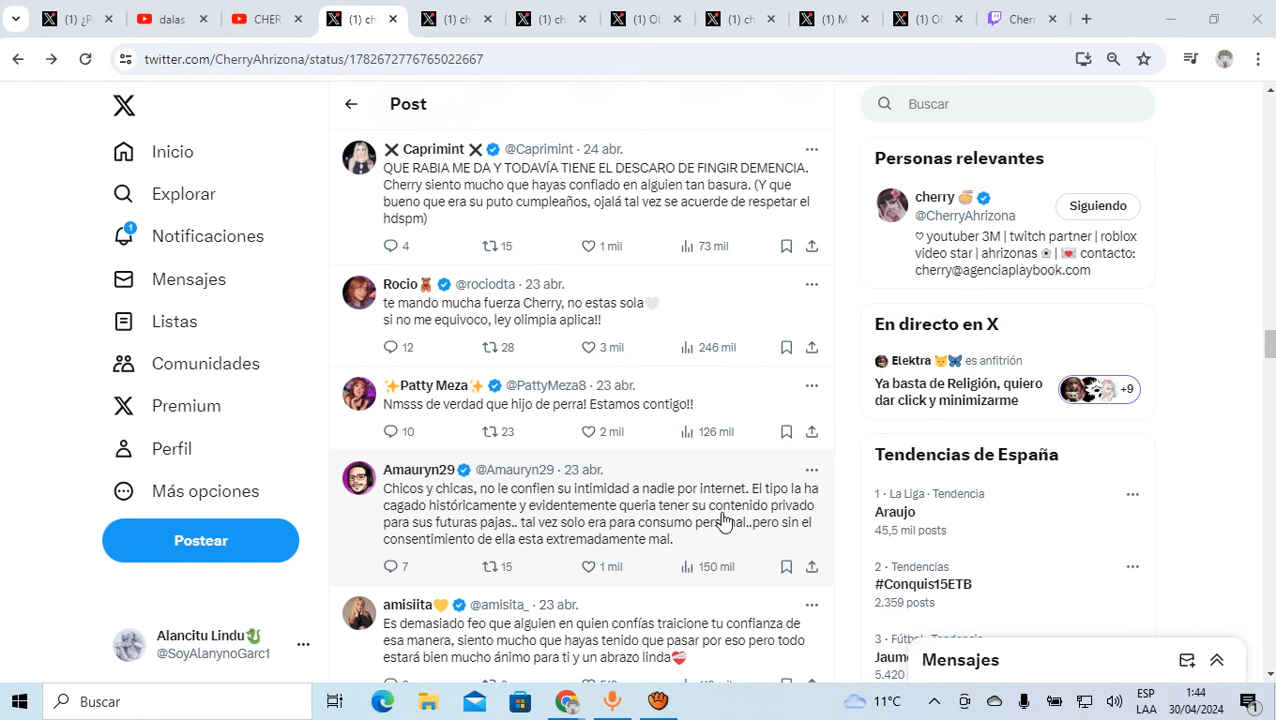 (1) ¿P
dalas
CHER
(1) ch
(1) ch
(1) ch
(1) Ol
(1) ch
(1) M
(1) Ol
Cherr
twitter.com/CherryAhrizona/status/1782672776765022667
Inicio
Explorar
1
Notificaciones
Mensajes
Listas
Comunidades
Premium
Perfil
Más opciones
Postear
Alancitu Lindu
@SoyAlanynoGarc1
Post
Caprimint @Caprimint · 24 abr.
QUE RABIA ME DA Y TODAVÍA TIENE EL DESCARO DE FINGIR DEMENCIA.
Cherry siento mucho que hayas confiado en alguien tan basura. (Y que
bueno que era su puto cumpleaños, ojalá tal vez se acuerde de respetar el
hdspm)
4 15 1 mil 73 mil
Rocio @rociodta · 23 abr.
te mando mucha fuerza Cherry, no estas sola
si no me equivoco, ley olimpia aplica!!
12 28 3 mil 246 mil
Patty Meza @PattyMeza8 · 23 abr.
Nmsss de verdad que hijo de perra! Estamos contigo!!
10 23 2 mil 126 mil
Amauryn29 @Amauryn29 · 23 abr.
Chicos y chicas, no le confien su intimidad a nadie por internet. El tipo la ha
cagado históricamente y evidentemente queria tener su contenido privado
para sus futuras pajas.. tal vez solo era para consumo personal..pero sin el
consentimiento de ella esta extremadamente mal.
7 15 1 mil 150 mil
amisiita @amisita_ · 23 abr.
Es demasiado feo que alguien en quien confías traicione tu confianza de
esa manera, siento mucho que hayas tenido que pasar por eso pero todo
estará bien mucho ánimo para ti y un abrazo linda
Buscar
Personas relevantes
cherry
@CherryAhrizona
Siguiendo
youtuber 3M | twitch partner | roblox
video star | ahrizonas | contacto:
cherry@agenciaplaybook.com
En directo en X
Elektra es anfitrión
Ya basta de Religión, quiero
dar click y minimizarme
+9
Tendencias de España
1 · La Liga · Tendencia
Araujo
45,5 mil posts
2 · Tendencias
#Conquis15ETB
2.359 posts
3 · Fútbol · Tendencia
Jaume
5.420
Mensajes
Buscar
11°C
ESP
LAA
1:44
30/04/2024
1